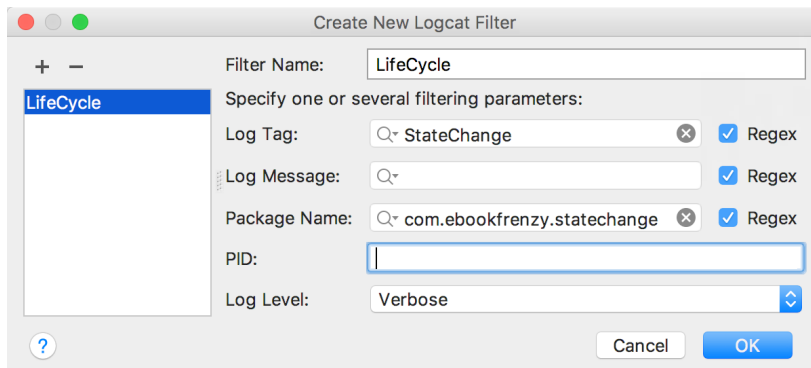 Create New Logcat Filter
+ −
Filter Name: LifeCycle
LifeCycle
Specify one or several filtering parameters:
Log Tag: StateChange Regex
Log Message: Regex
Package Name: com.ebookfrenzy.statechange Regex
PID:
Log Level: Verbose
? Cancel OK